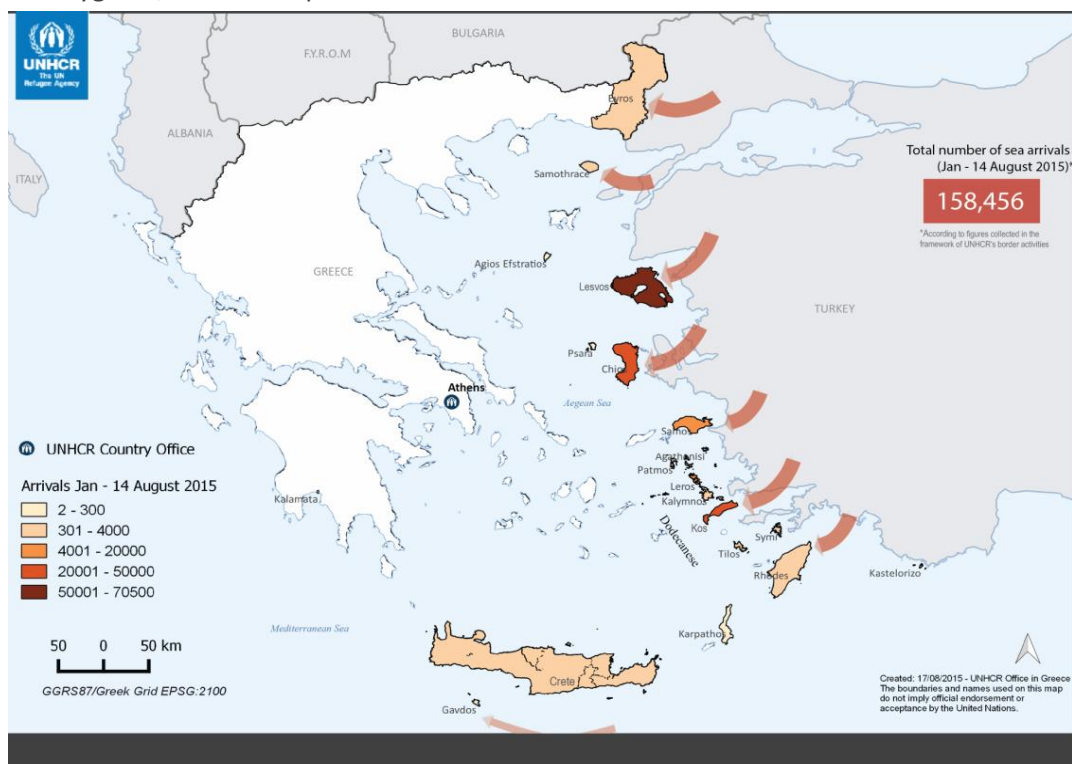 UNHCR
The UN
Refugee Agency
BULGARIA
F.Y.R.O.M
ALBANIA
ITALY
Evros
Samothrace
Total number of sea arrivals
(Jan - 14 August 2015)*
158,456
*According to figures collected in the
framework of UNHCR's border activities
Agios Efstratios
GREECE
Lesvos
TURKEY
Psara
Chios
Athens
Aegean Sea
Samos
UNHCR Country Office
Agathonisi
Patmos
Arrivals Jan - 14 August 2015
Leros
Kalamata
Kalymnos
2 - 300
301 - 4000
Kos
Dodecanese
Symi
4001 - 20000
Tilos
20001 - 50000
Rhodes
Kastelorizo
50001 - 70500
Mediterranean Sea
Karpathos
50 0 50 km
GGRS87/Greek Grid EPSG:2100
Crete
Gavdos
Created: 17/08/2015 - UNHCR Office in Greece
The boundaries and names used on this map
do not imply official endorsement or
acceptance by the United Nations.